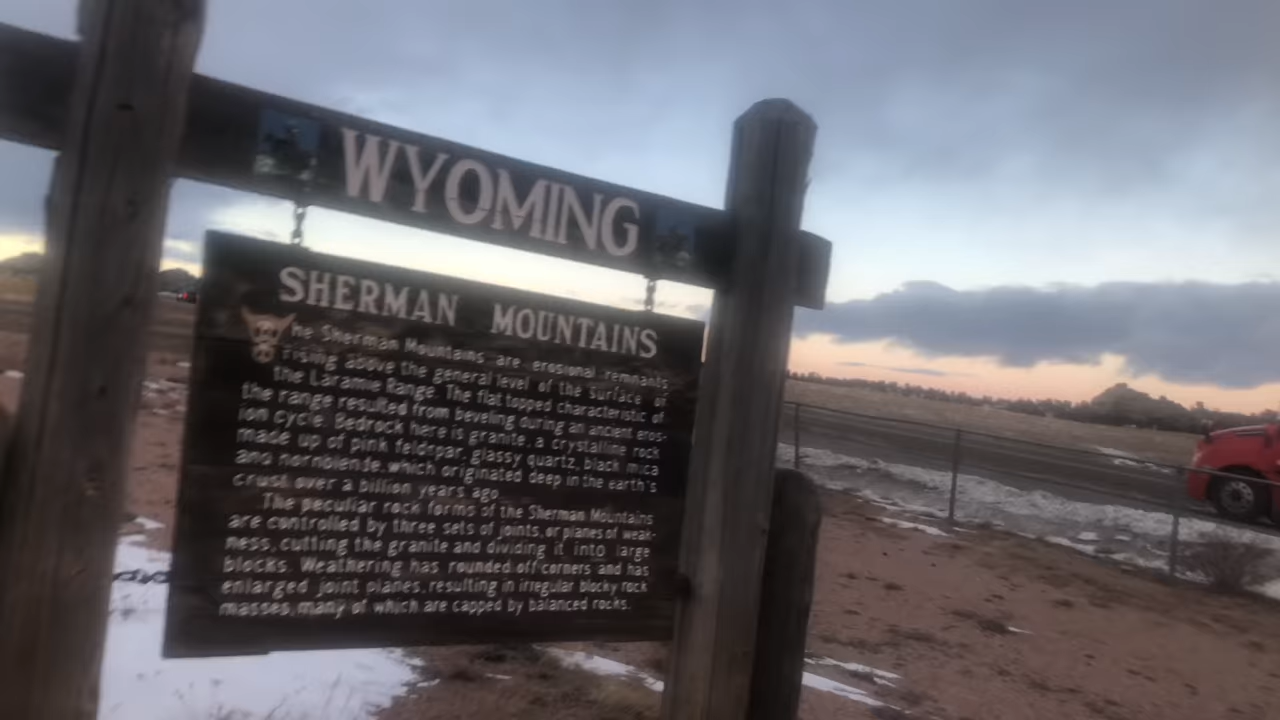 WYOMING
SHERMAN MOUNTAINS
he Sherman Mountains are erosional remnants
rising above the general level of the surface of
the Laramie Range. The flat topped characteristic of
the range resulted from beveling during an ancient eros-
ion cycle. Bedrock here is granite, a crystalline rock
made up of pink feldspar, glassy quartz, black mica
and hornblende, which originated deep in the earth's
crust over a billion years ago.
The peculiar rock forms of the Sherman Mountains
are controlled by three sets of joints, or planes of weak-
ness, cutting the granite and dividing it into large
blocks. Weathering has rounded off corners and has
enlarged joint planes, resulting in irregular blocky rock
masses, many of which are capped by balanced rocks.